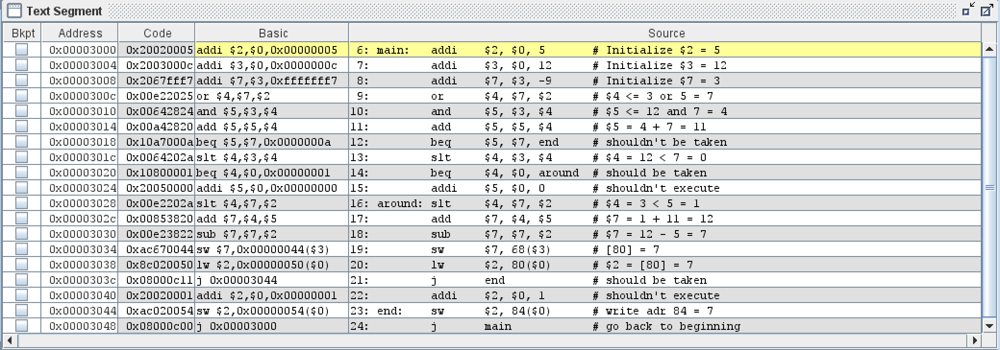 Text Segment
Bkpt Address Code Basic Source
0x00003000 0x20020005 addi $2,$0,0x00000005 6: main: addi $2, $0, 5 # Initialize $2 = 5
0x00003004 0x2003000c addi $3,$0,0x0000000c 7: addi $3, $0, 12 # Initialize $3 = 12
0x00003008 0x2067fff7 addi $7,$3,0xfffffff7 8: addi $7, $3, -9 # Initialize $7 = 3
0x0000300c 0x00e22025 or $4,$7,$2 9: or $4, $7, $2 # $4 <= 3 or 5 = 7
0x00003010 0x00642824 and $5,$3,$4 10: and $5, $3, $4 # $5 <= 12 and 7 = 4
0x00003014 0x00a42820 add $5,$5,$4 11: add $5, $5, $4 # $5 = 4 + 7 = 11
0x00003018 0x10a7000a beq $5,$7,0x0000000a 12: beq $5, $7, end # shouldn't be taken
0x0000301c 0x0064202a slt $4,$3,$4 13: slt $4, $3, $4 # $4 = 12 < 7 = 0
0x00003020 0x10800001 beq $4,$0,0x00000001 14: beq $4, $0, around # should be taken
0x00003024 0x20050000 addi $5,$0,0x00000000 15: addi $5, $0, 0 # shouldn't execute
0x00003028 0x00e2202a slt $4,$7,$2 16: around: slt $4, $7, $2 # $4 = 3 < 5 = 1
0x0000302c 0x00853820 add $7,$4,$5 17: add $7, $4, $5 # $7 = 1 + 11 = 12
0x00003030 0x00e23822 sub $7,$7,$2 18: sub $7, $7, $2 # $7 = 12 - 5 = 7
0x00003034 0xac670044 sw $7,0x00000044($3) 19: sw $7, 68($3) # [80] = 7
0x00003038 0x8c020050 lw $2,0x00000050($0) 20: lw $2, 80($0) # $2 = [80] = 7
0x0000303c 0x08000c11 j 0x00003044 21: j end # should be taken
0x00003040 0x20020001 addi $2,$0,0x00000001 22: addi $2, $0, 1 # shouldn't execute
0x00003044 0xac020054 sw $2,0x00000054($0) 23: end: sw $2, 84($0) # write adr 84 = 7
0x00003048 0x08000c00 j 0x00003000 24: j main # go back to beginning